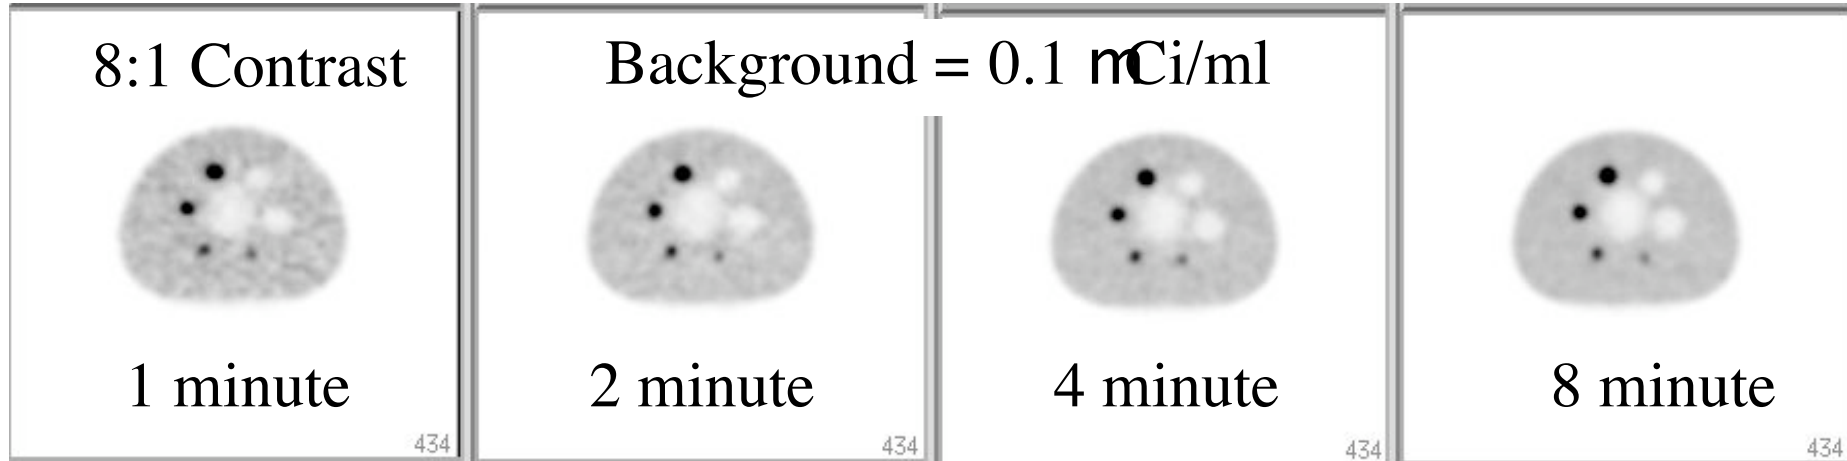 8:1 Contrast
Background = 0.1 mCi/ml
1 minute
2 minute
4 minute
8 minute
434
434
434
434